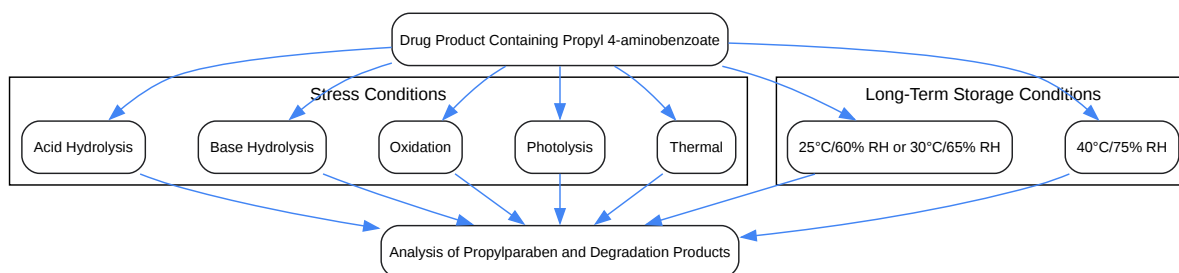 Drug Product Containing Propyl 4-aminobenzoate
Stress Conditions
Long-Term Storage Conditions
Acid Hydrolysis
Base Hydrolysis
Oxidation
Photolysis
Thermal
25°C/60% RH or 30°C/65% RH
40°C/75% RH
Analysis of Propylparaben and Degradation Products